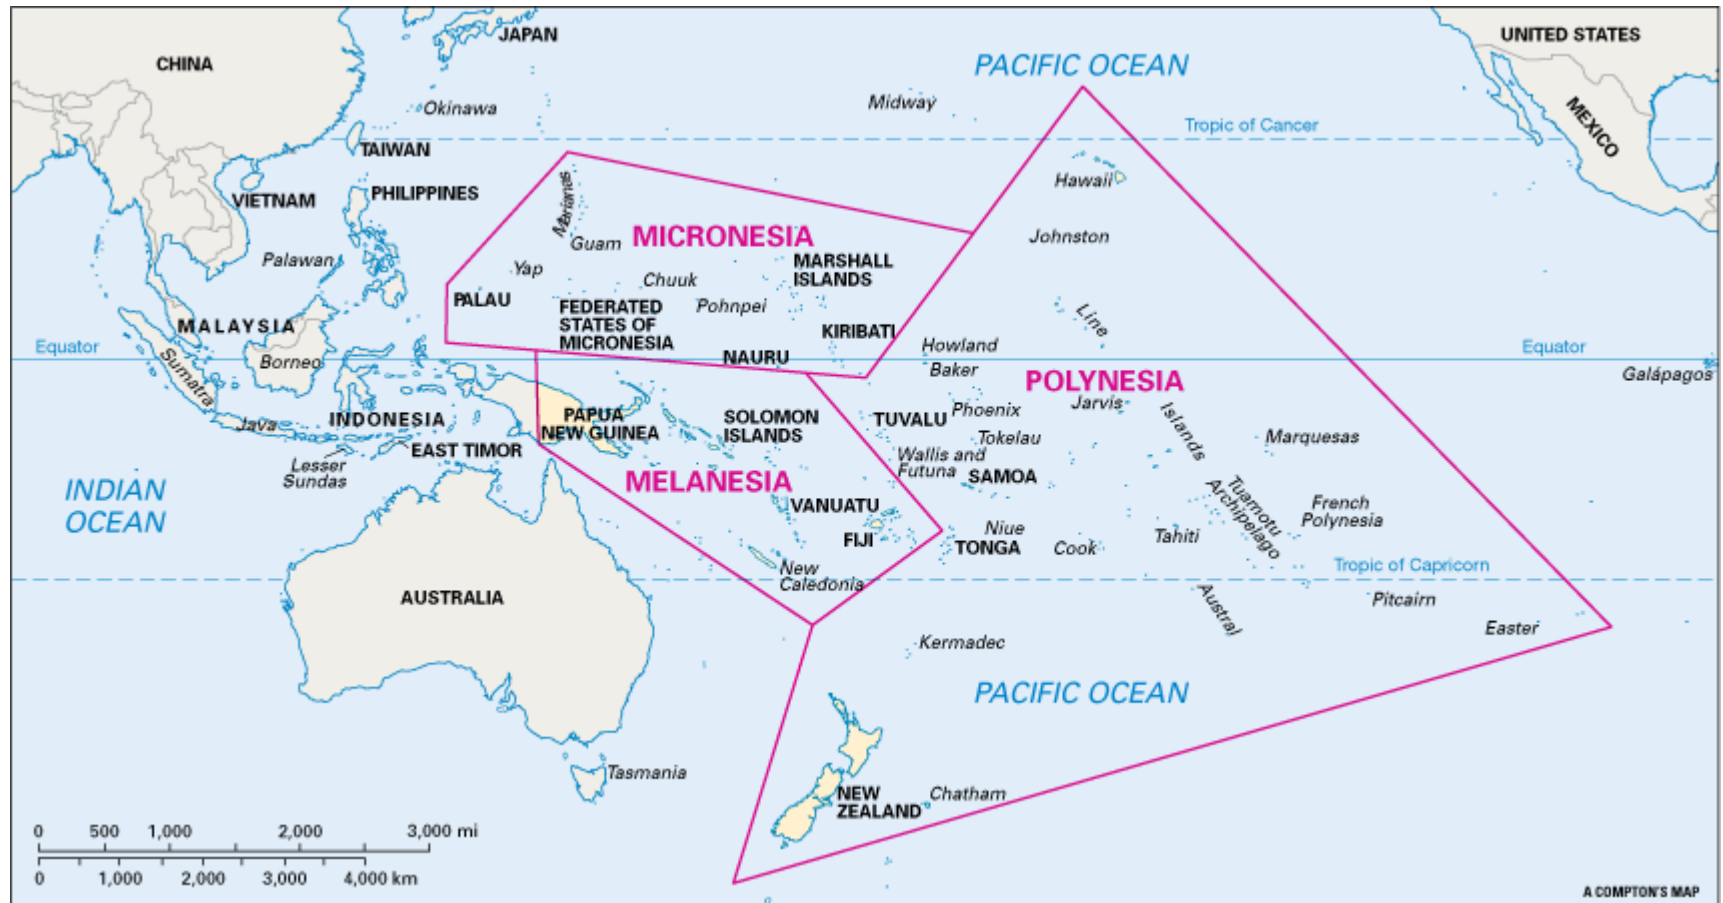 JAPAN
UNITED STATES
CHINA
PACIFIC OCEAN
Okinawa
Midway
MEXICO
Tropic of Cancer
TAIWAN
Hawaii
VIETNAM
PHILIPPINES
Marianas
MICRONESIA
Guam
Johnston
Palawan
Yap
Chuuk
MARSHALL
ISLANDS
PALAU
FEDERATED
STATES OF
MICRONESIA
Pohnpei
Line
MALAYSIA
KIRIBATI
Equator
Borneo
NAURU
Howland
Baker
Equator
Galápagos
Sumatra
POLYNESIA
Java
INDONESIA
PAPUA
NEW GUINEA
SOLOMON
ISLANDS
TUVALU
Phoenix
Jarvis
Islands
EAST TIMOR
Tokelau
Marquesas
Lesser
Sundas
Wallis and
Futuna
SAMOA
INDIAN
OCEAN
MELANESIA
VANUATU
Tuamotu
Archipelago
French
Polynesia
FIJI
TONGA
Niue
Cook
Tahiti
New
Caledonia
Tropic of Capricorn
AUSTRALIA
Austral
Pitcairn
Easter
Kermadec
PACIFIC OCEAN
Tasmania
NEW
ZEALAND
Chatham
0 500 1,000 2,000 3,000 mi
0 1,000 2,000 3,000 4,000 km
A COMPTON'S MAP